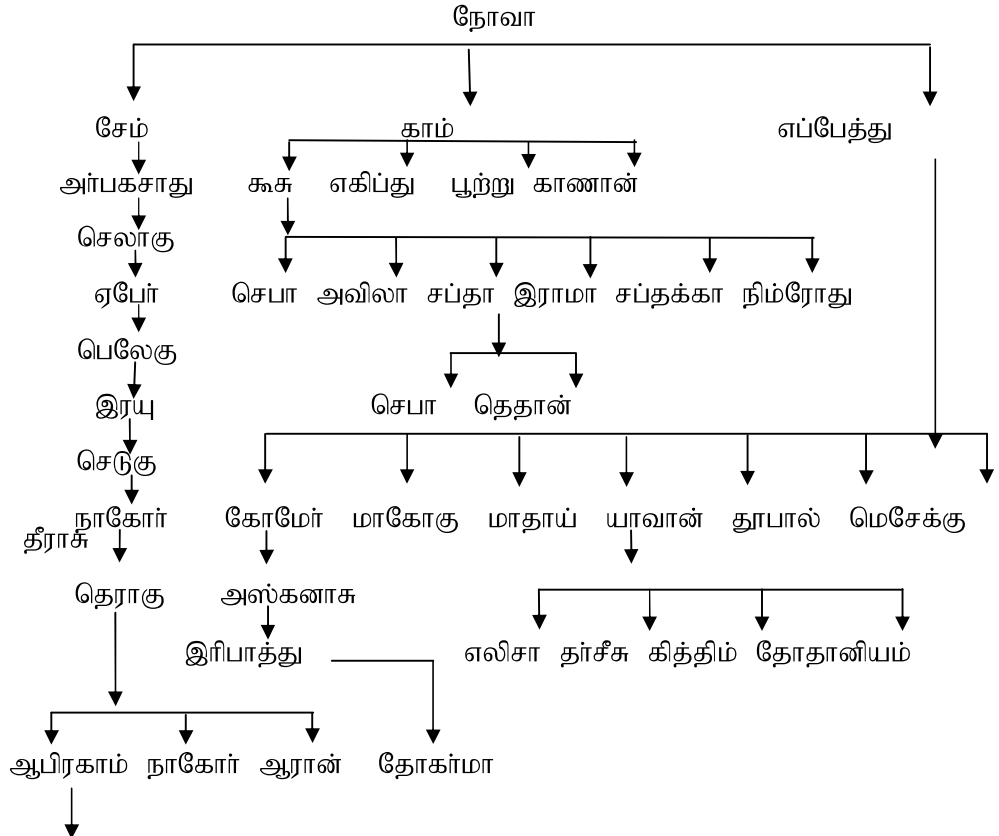 நோவா
சேம் காம் எப்பேத்து
அர்பகசாது கூசு எகிப்து பூற்று காணான்
செலாகு
ஏபேர் செபா அவிலா சப்தா இராமா சப்தக்கா நிம்ரோது
பெலேகு
இரயு செபா தெதான்
செடுகு
நாகோர் கோமேர் மாகோகு மாதாய் யாவான் தூபால் மெசேக்கு
தீராசு
தெராகு அஸ்கனாசு
இரிபாத்து எலிசா தர்சீசு கித்திம் தோதானியம்
ஆபிரகாம் நாகோர் ஆரான் தோகர்மா